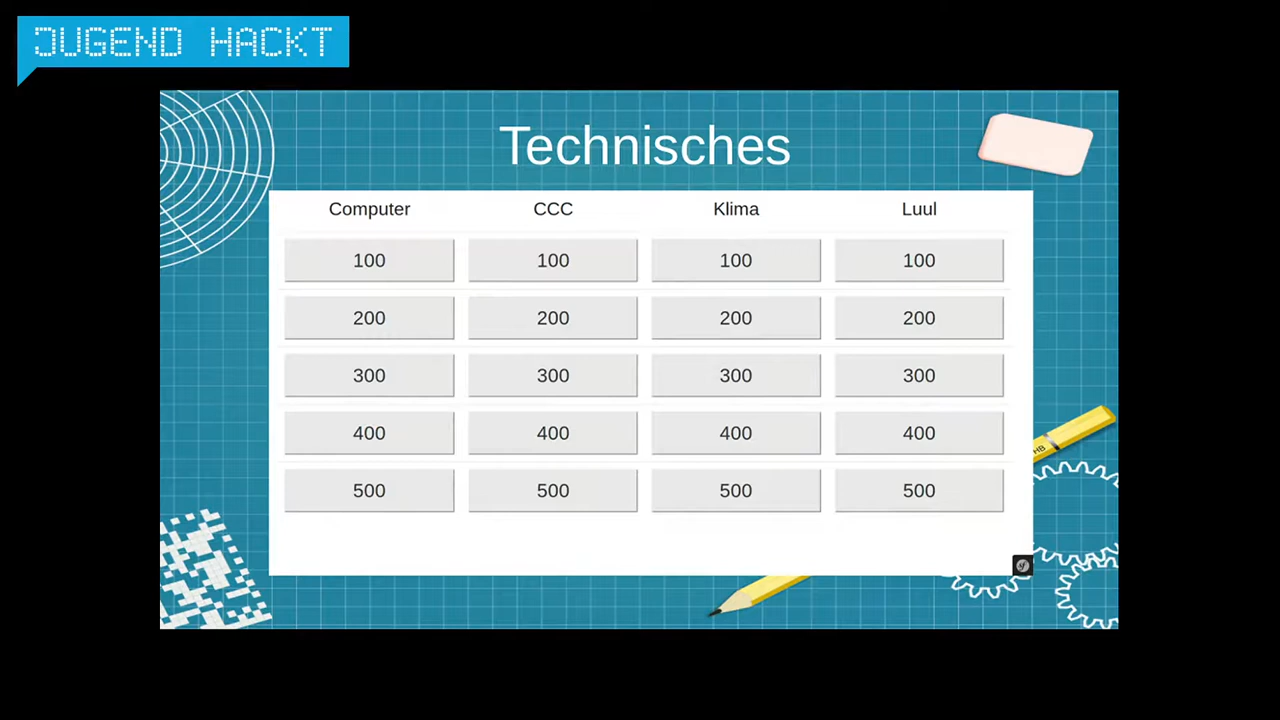 JUGEND HACKT
Technisches
Computer CCC Klima Luul
100 100 100 100
200 200 200 200
300 300 300 300
400 400 400 400
500 500 500 500
HB